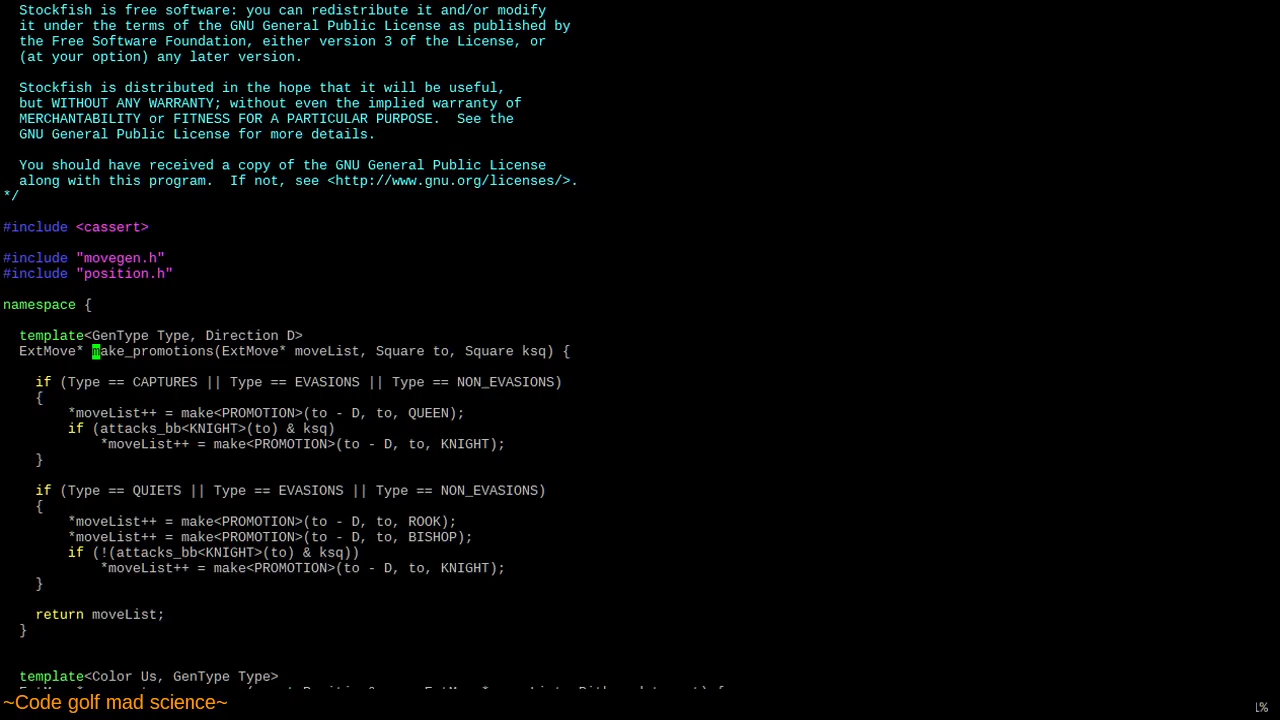 Stockfish is free software: you can redistribute it and/or modify
it under the terms of the GNU General Public License as published by
the Free Software Foundation, either version 3 of the License, or
(at your option) any later version.
Stockfish is distributed in the hope that it will be useful,
but WITHOUT ANY WARRANTY; without even the implied warranty of
MERCHANTABILITY or FITNESS FOR A PARTICULAR PURPOSE.  See the
GNU General Public License for more details.
You should have received a copy of the GNU General Public License
along with this program.  If not, see <http://www.gnu.org/licenses/>.
*/
#include <cassert>
#include "movegen.h"
#include "position.h"
namespace {
template<GenType Type, Direction D>
ExtMove* make_promotions(ExtMove* moveList, Square to, Square ksq) {
if (Type == CAPTURES || Type == EVASIONS || Type == NON_EVASIONS)
{
*moveList++ = make<PROMOTION>(to - D, to, QUEEN);
if (attacks_bb<KNIGHT>(to) & ksq)
*moveList++ = make<PROMOTION>(to - D, to, KNIGHT);
}
if (Type == QUIETS || Type == EVASIONS || Type == NON_EVASIONS)
{
*moveList++ = make<PROMOTION>(to - D, to, ROOK);
*moveList++ = make<PROMOTION>(to - D, to, BISHOP);
if (!(attacks_bb<KNIGHT>(to) & ksq))
*moveList++ = make<PROMOTION>(to - D, to, KNIGHT);
}
return moveList;
}
template<Color Us, GenType Type>
~Code golf mad science~
1%